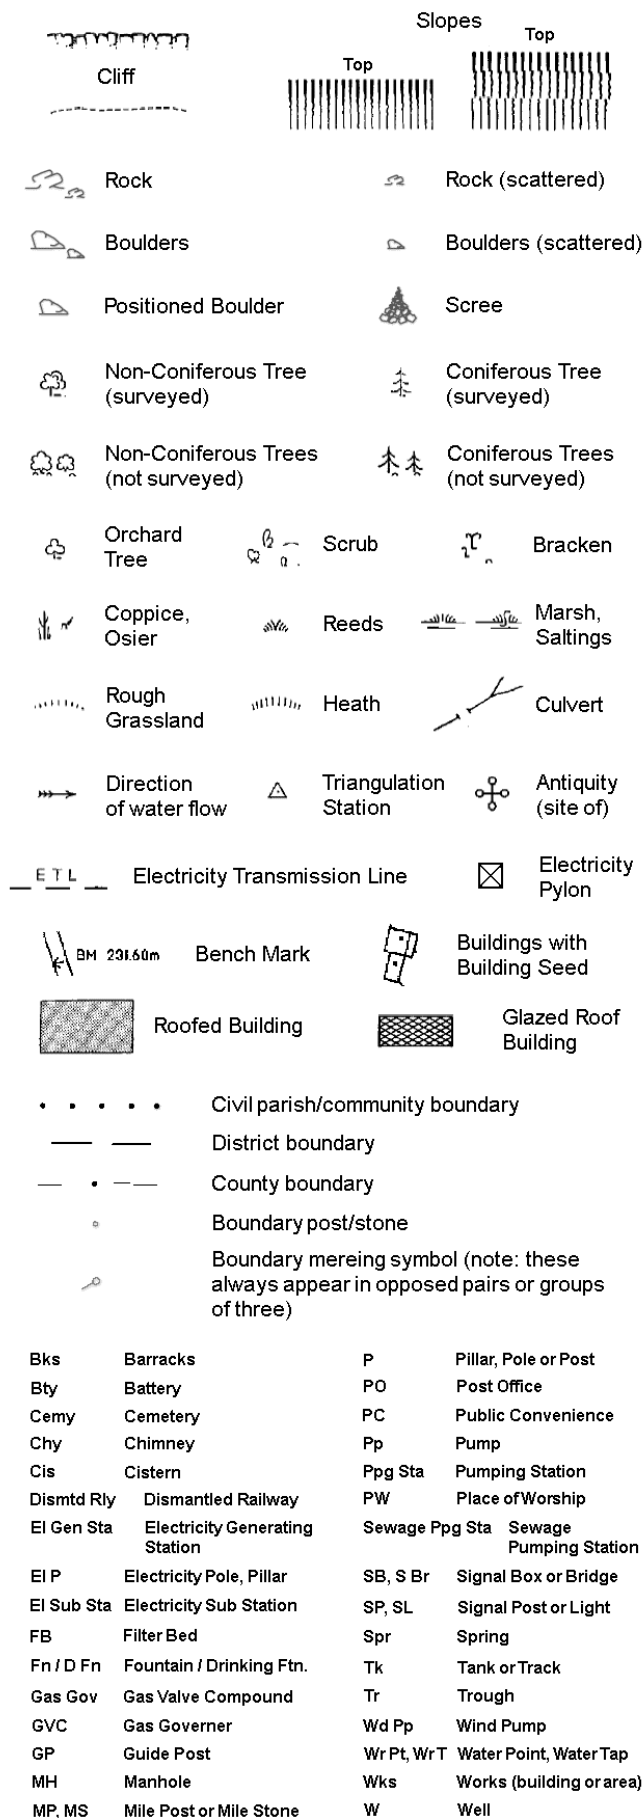 Slopes
Top
Top
Cliff
Rock
Rock (scattered)
Boulders
Boulders (scattered)
Positioned Boulder
Scree
Non-Coniferous Tree
(surveyed)
Coniferous Tree
(surveyed)
Non-Coniferous Trees
(not surveyed)
Coniferous Trees
(not surveyed)
Orchard
Tree
Scrub
Bracken
Coppice,
Osier
Reeds
Marsh,
Saltings
Rough
Grassland
Heath
Culvert
Direction
of water flow
Triangulation
Station
Antiquity
(site of)
E T L
Electricity Transmission Line
Electricity
Pylon
BM 231.60m
Bench Mark
Buildings with
Building Seed
Roofed Building
Glazed Roof
Building
Civil parish/community boundary
District boundary
County boundary
Boundary post/stone
Boundary mereing symbol (note: these
always appear in opposed pairs or groups
of three)
Bks Barracks P Pillar, Pole or Post
Bty Battery PO Post Office
Cemy Cemetery PC Public Convenience
Chy Chimney Pp Pump
Cis Cistern Ppg Sta Pumping Station
Dismtd Rly Dismantled Railway PW Place of Worship
El Gen Sta Electricity Generating Sewage Ppg Sta Sewage
Station Pumping Station
El P Electricity Pole, Pillar SB, S Br Signal Box or Bridge
El Sub Sta Electricity Sub Station SP, SL Signal Post or Light
FB Filter Bed Spr Spring
Fn / D Fn Fountain / Drinking Ftn. Tk Tank or Track
Gas Gov Gas Valve Compound Tr Trough
GVC Gas Governer Wd Pp Wind Pump
GP Guide Post Wr Pt, Wr T Water Point, Water Tap
MH Manhole Wks Works (building or area)
MP, MS Mile Post or Mile Stone W Well